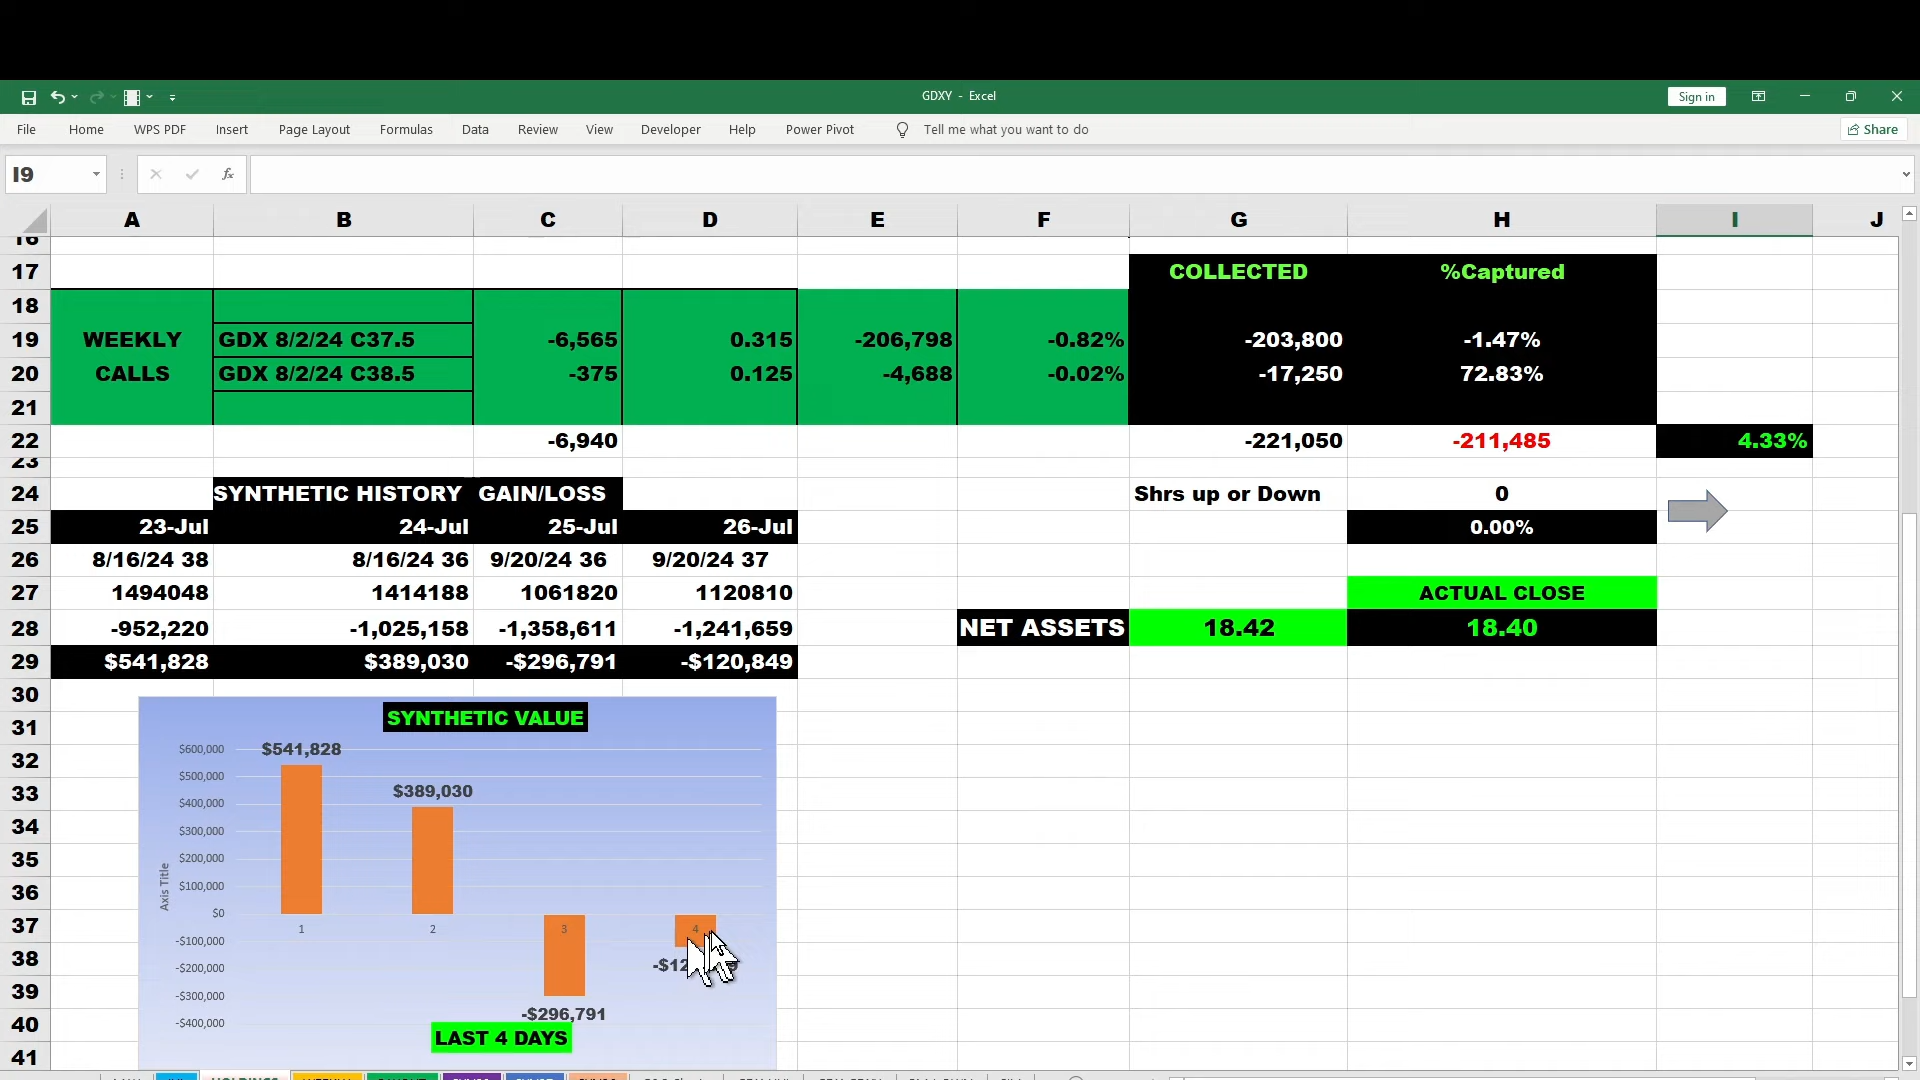 GDXY - Excel
Sign in
File Home WPS PDF Insert Page Layout Formulas Data Review View Developer Help Power Pivot Tell me what you want to do Share
I9 fx
A B C D E F G H I J
16
17 COLLECTED %Captured
18
19 WEEKLY GDX 8/2/24 C37.5 -6,565 0.315 -206,798 -0.82% -203,800 -1.47%
20 CALLS GDX 8/2/24 C38.5 -375 0.125 -4,688 -0.02% -17,250 72.83%
21
22 -6,940 -221,050 -211,485 4.33%
23
24 SYNTHETIC HISTORY GAIN/LOSS Shrs up or Down 0
25 23-Jul 24-Jul 25-Jul 26-Jul 0.00%
26 8/16/24 38 8/16/24 36 9/20/24 36 9/20/24 37
27 1494048 1414188 1061820 1120810 ACTUAL CLOSE
28 -952,220 -1,025,158 -1,358,611 -1,241,659 NET ASSETS 18.42 18.40
29 $541,828 $389,030 -$296,791 -$120,849
30
31 SYNTHETIC VALUE
32 $600,000 $541,828
$500,000
33 $389,030
$400,000
34 $300,000
35 $200,000
36 $100,000
Axis Title
37 $0
1 2 3 4
38 -$100,000
-$200,000
39 -$300,000
-$296,791
40 -$400,000
LAST 4 DAYS
41
HOLDINGS